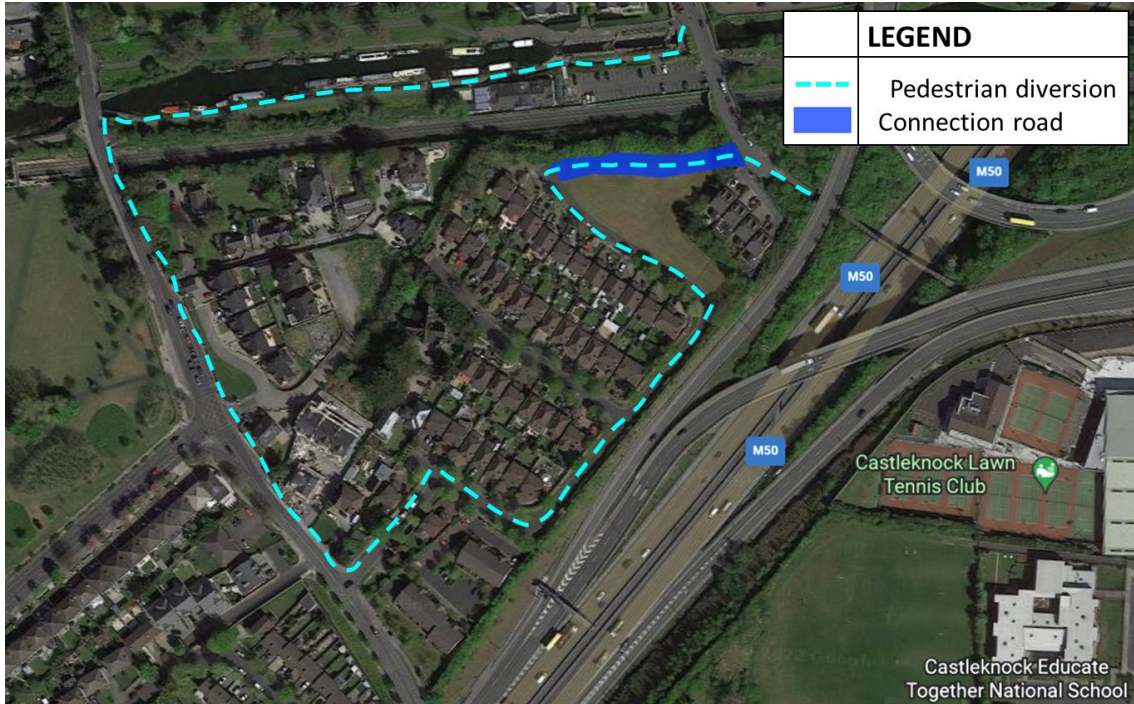 LEGEND
Pedestrian diversion
Connection road
M50
M50
M50
Castleknock Lawn
Tennis Club
Castleknock Educate
Together National School